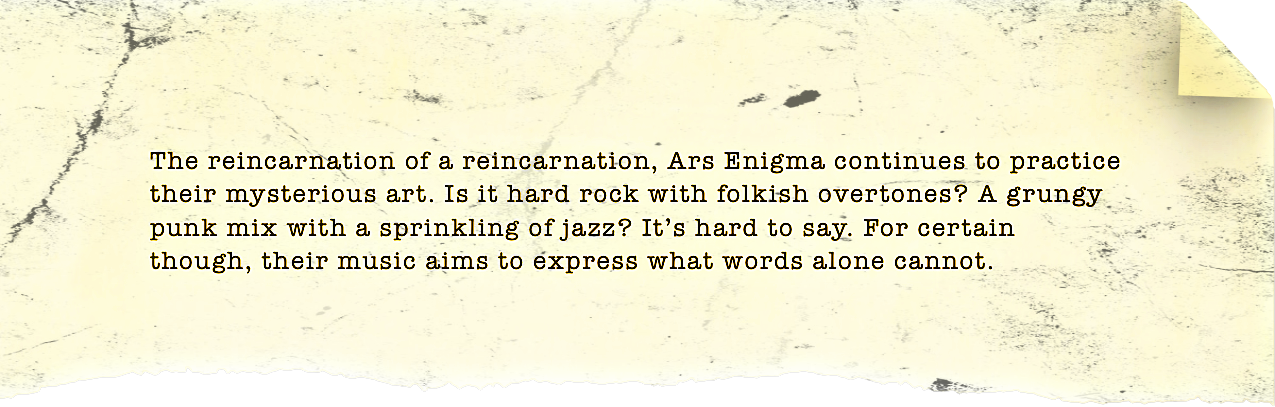 The reincarnation of a reincarnation, Ars Enigma continues to practice
their mysterious art. Is it hard rock with folkish overtones? A grungy
punk mix with a sprinkling of jazz? It’s hard to say. For certain
though, their music aims to express what words alone cannot.